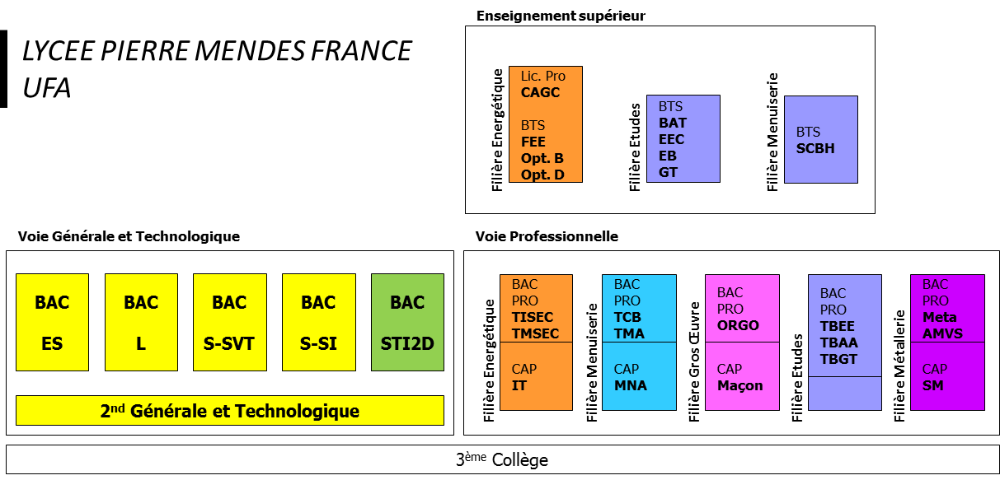 LYCEE PIERRE MENDES FRANCE
UFA
Enseignement supérieur
Filière Energétique
Lic. Pro
CAGC
BTS
FEE
Opt. B
Opt. D
Filière Etudes
BTS
BAT
EEC
EB
GT
Filière Menuiserie
BTS
SCBH
Voie Générale et Technologique
BAC
ES
BAC
L
BAC
S-SVT
BAC
S-SI
BAC
STI2D
2nd Générale et Technologique
Voie Professionnelle
Filière Energétique
BAC
PRO
TISEC
TMSEC
CAP
IT
Filière Menuiserie
BAC
PRO
TCB
TMA
CAP
MNA
Filière Gros Œuvre
BAC
PRO
ORGO
CAP
Maçon
Filière Etudes
BAC
PRO
TBEE
TBAA
TBGT
Filière Métallerie
BAC
PRO
Meta
AMVS
CAP
SM
3ème Collège